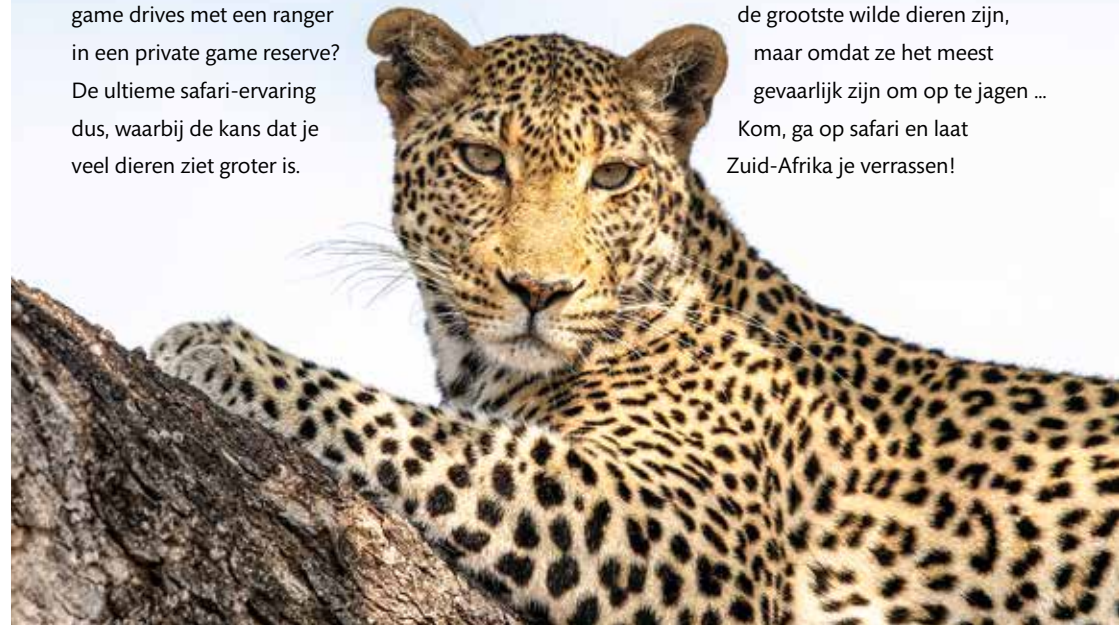 game drives met een ranger
in een private game reserve?
De ultieme safari-ervaring
dus, waarbij de kans dat je
veel dieren ziet groter is.
de grootste wilde dieren zijn,
maar omdat ze het meest
gevaarlijk zijn om op te jagen ...
Kom, ga op safari en laat
Zuid-Afrika je verrassen!